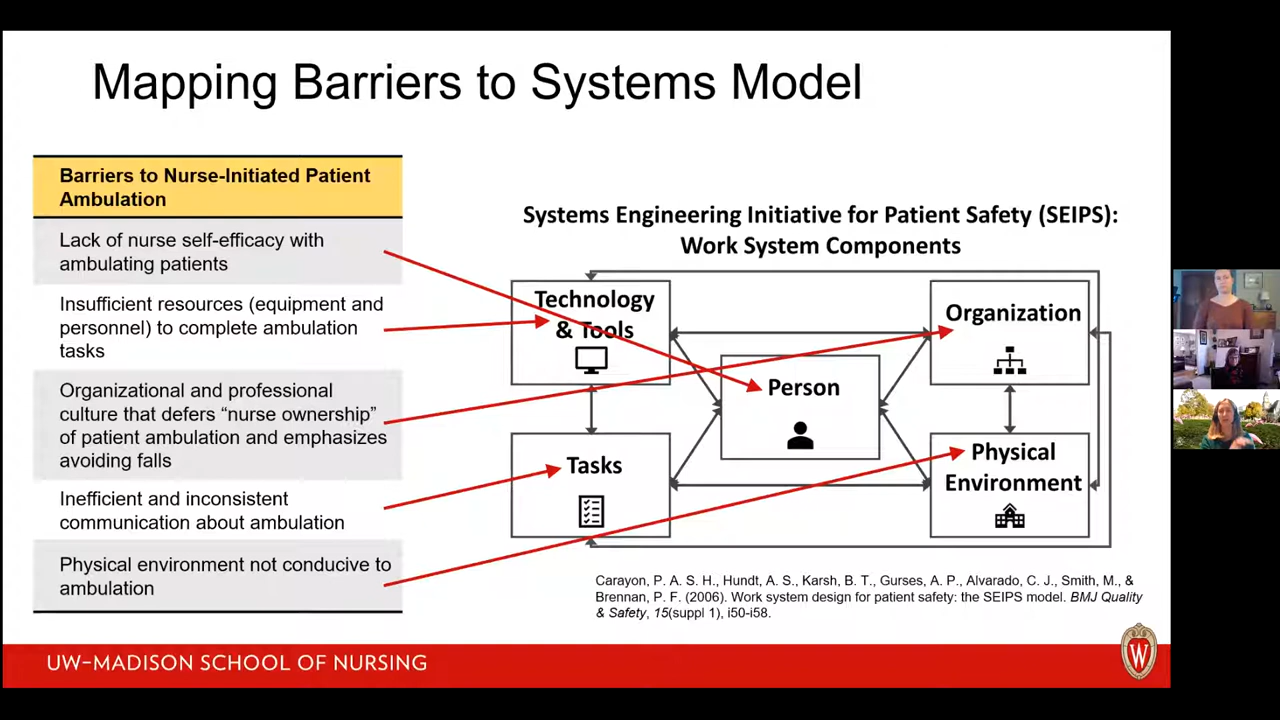 Mapping Barriers to Systems Model
Barriers to Nurse-Initiated Patient
Ambulation
Lack of nurse self-efficacy with
ambulating patients
Insufficient resources (equipment and
personnel) to complete ambulation
tasks
Organizational and professional
culture that defers “nurse ownership”
of patient ambulation and emphasizes
avoiding falls
Inefficient and inconsistent
communication about ambulation
Physical environment not conducive to
ambulation
Systems Engineering Initiative for Patient Safety (SEIPS):
Work System Components
Technology
& Tools
Organization
Person
Tasks
Physical
Environment
Carayon, P. A. S. H., Hundt, A. S., Karsh, B. T., Gurses, A. P., Alvarado, C. J., Smith, M., &
Brennan, P. F. (2006). Work system design for patient safety: the SEIPS model. BMJ Quality
& Safety, 15(suppl 1), i50-i58.
UW–MADISON SCHOOL OF NURSING
W